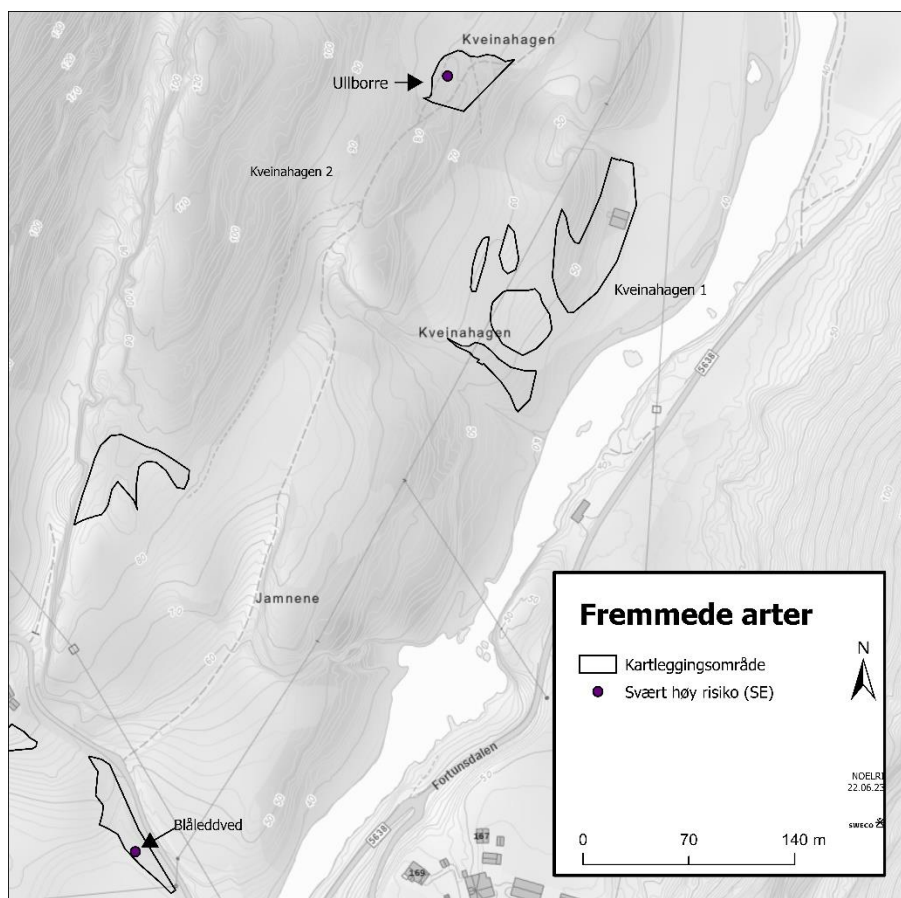 Kveinahagen
Ullborre
Kveinahagen 2
Kveinahagen 1
Kveinahagen
5638
Jamnene
Fremmede arter
Kartleggingsområde
Svært høy risiko (SE)
N
NOELRI
22.06.23
SWECO
0 70 140 m
Fortunsdalen
5638
Blåleddved
167
169